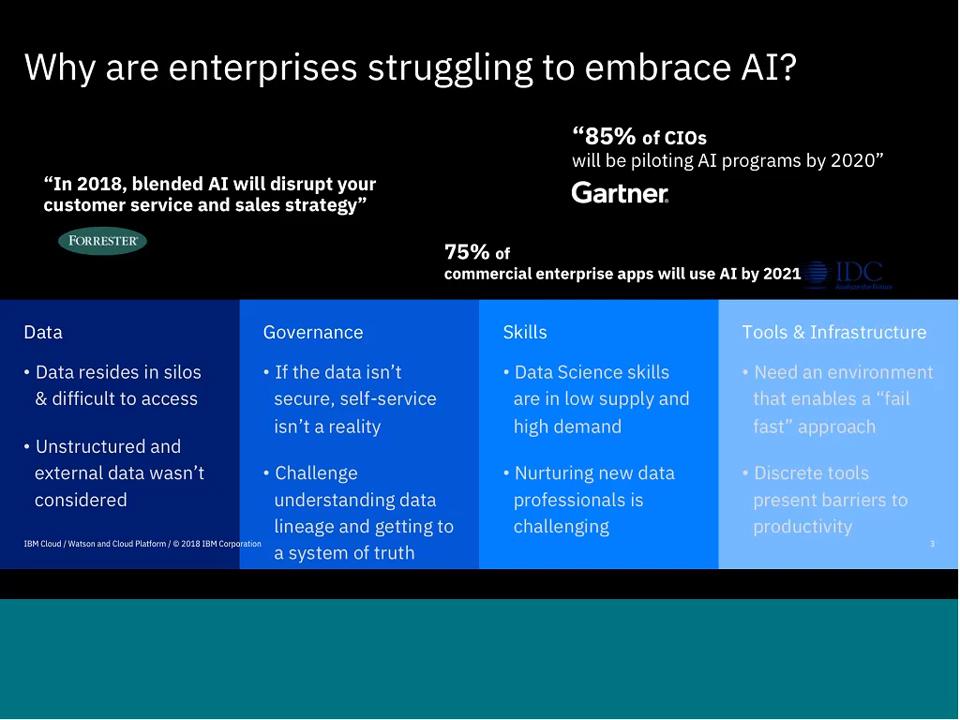 Why are enterprises struggling to embrace AI?
“85% of CIOs
will be piloting AI programs by 2020”
Gartner®
“In 2018, blended AI will disrupt your
customer service and sales strategy”
FORRESTER®
75% of
commercial enterprise apps will use AI by 2021
IDC
Analyze the Future
Data
• Data resides in silos
& difficult to access
• Unstructured and
external data wasn’t
considered
Governance
• If the data isn’t
secure, self-service
isn’t a reality
• Challenge
understanding data
lineage and getting to
a system of truth
Skills
• Data Science skills
are in low supply and
high demand
• Nurturing new data
professionals is
challenging
Tools & Infrastructure
• Need an environment
that enables a “fail
fast” approach
• Discrete tools
present barriers to
productivity
IBM Cloud / Watson and Cloud Platform / © 2018 IBM Corporation
3